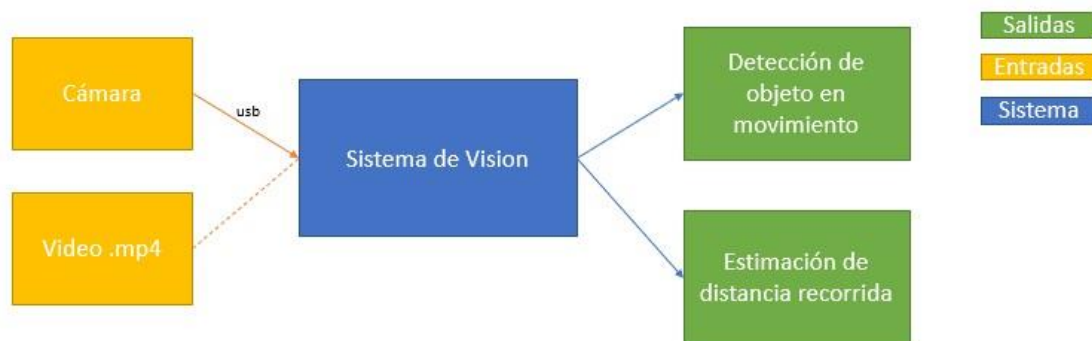 Cámara
usb
Video .mp4
Sistema de Vision
Detección de
objeto en
movimiento
Estimación de
distancia recorrida
Salidas
Entradas
Sistema